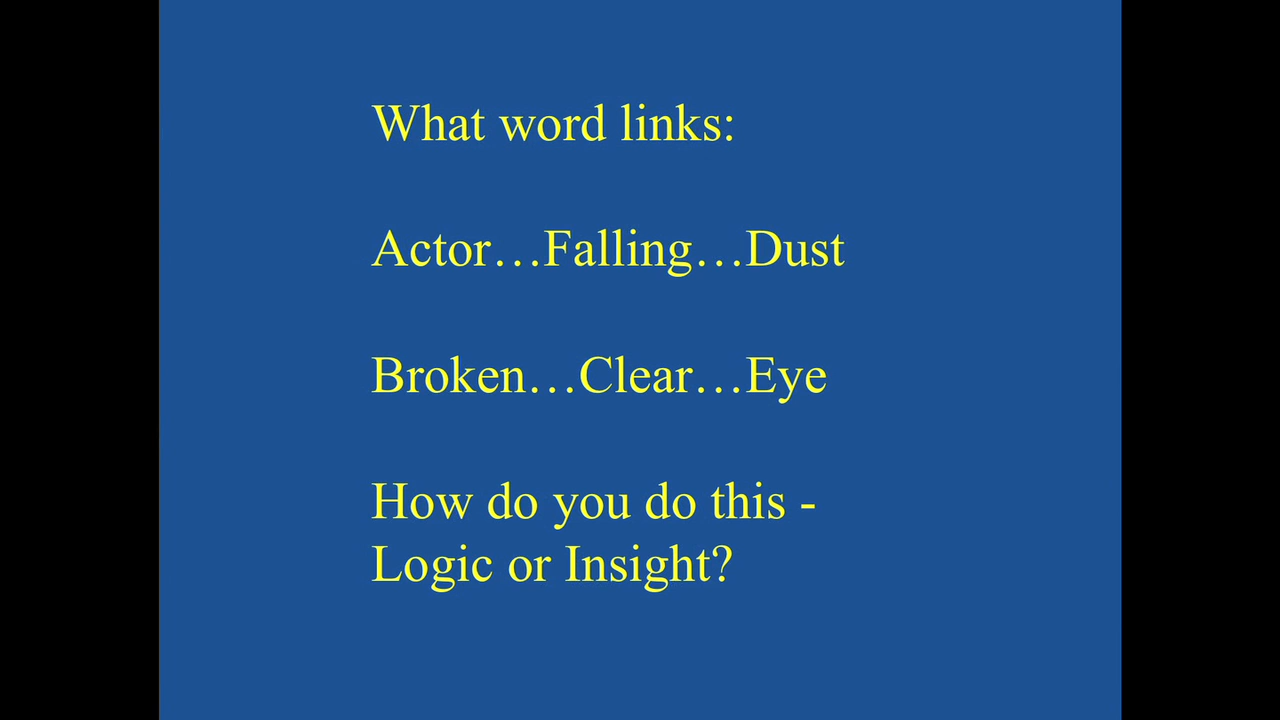 What word links:
Actor…Falling…Dust
Broken…Clear…Eye
How do you do this -
Logic or Insight?